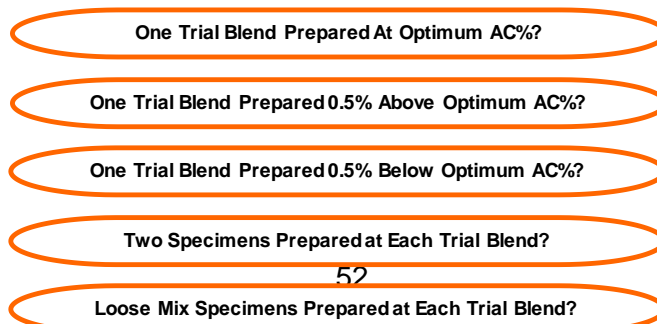 One Trial Blend Prepared At Optimum AC%?
One Trial Blend Prepared 0.5% Above Optimum AC%?
One Trial Blend Prepared 0.5% Below Optimum AC%?
Two Specimens Prepared at Each Trial Blend?
52
Loose Mix Specimens Prepared at Each Trial Blend?